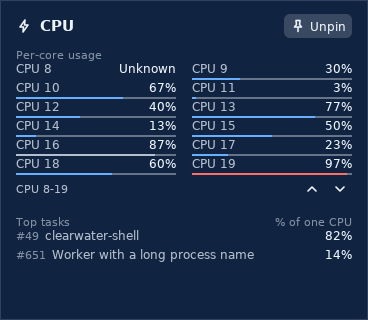 CPU
Unpin
Per-core usage
CPU 8 Unknown CPU 9 30%
CPU 10 67% CPU 11 3%
CPU 12 40% CPU 13 77%
CPU 14 13% CPU 15 50%
CPU 16 87% CPU 17 23%
CPU 18 60% CPU 19 97%
CPU 8-19
Top tasks % of one CPU
#49 clearwater-shell 82%
#651 Worker with a long process name 14%